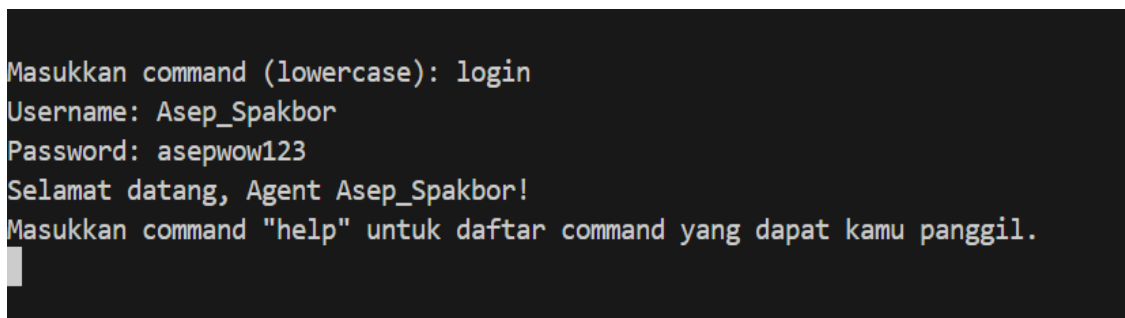 Masukkan command (lowercase): login
Username: Asep_Spakbor
Password: asepwow123
Selamat datang, Agent Asep_Spakbor!
Masukkan command "help" untuk daftar command yang dapat kamu panggil.